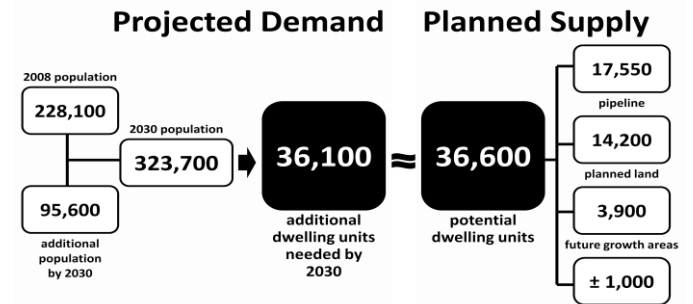 Projected Demand
Planned Supply
2008 population
228,100
2030 population
323,700
95,600
additional
population
by 2030
36,100
additional
dwelling units
needed by
2030
≈
36,600
potential
dwelling units
17,550
pipeline
14,200
planned land
3,900
future growth areas
± 1,000